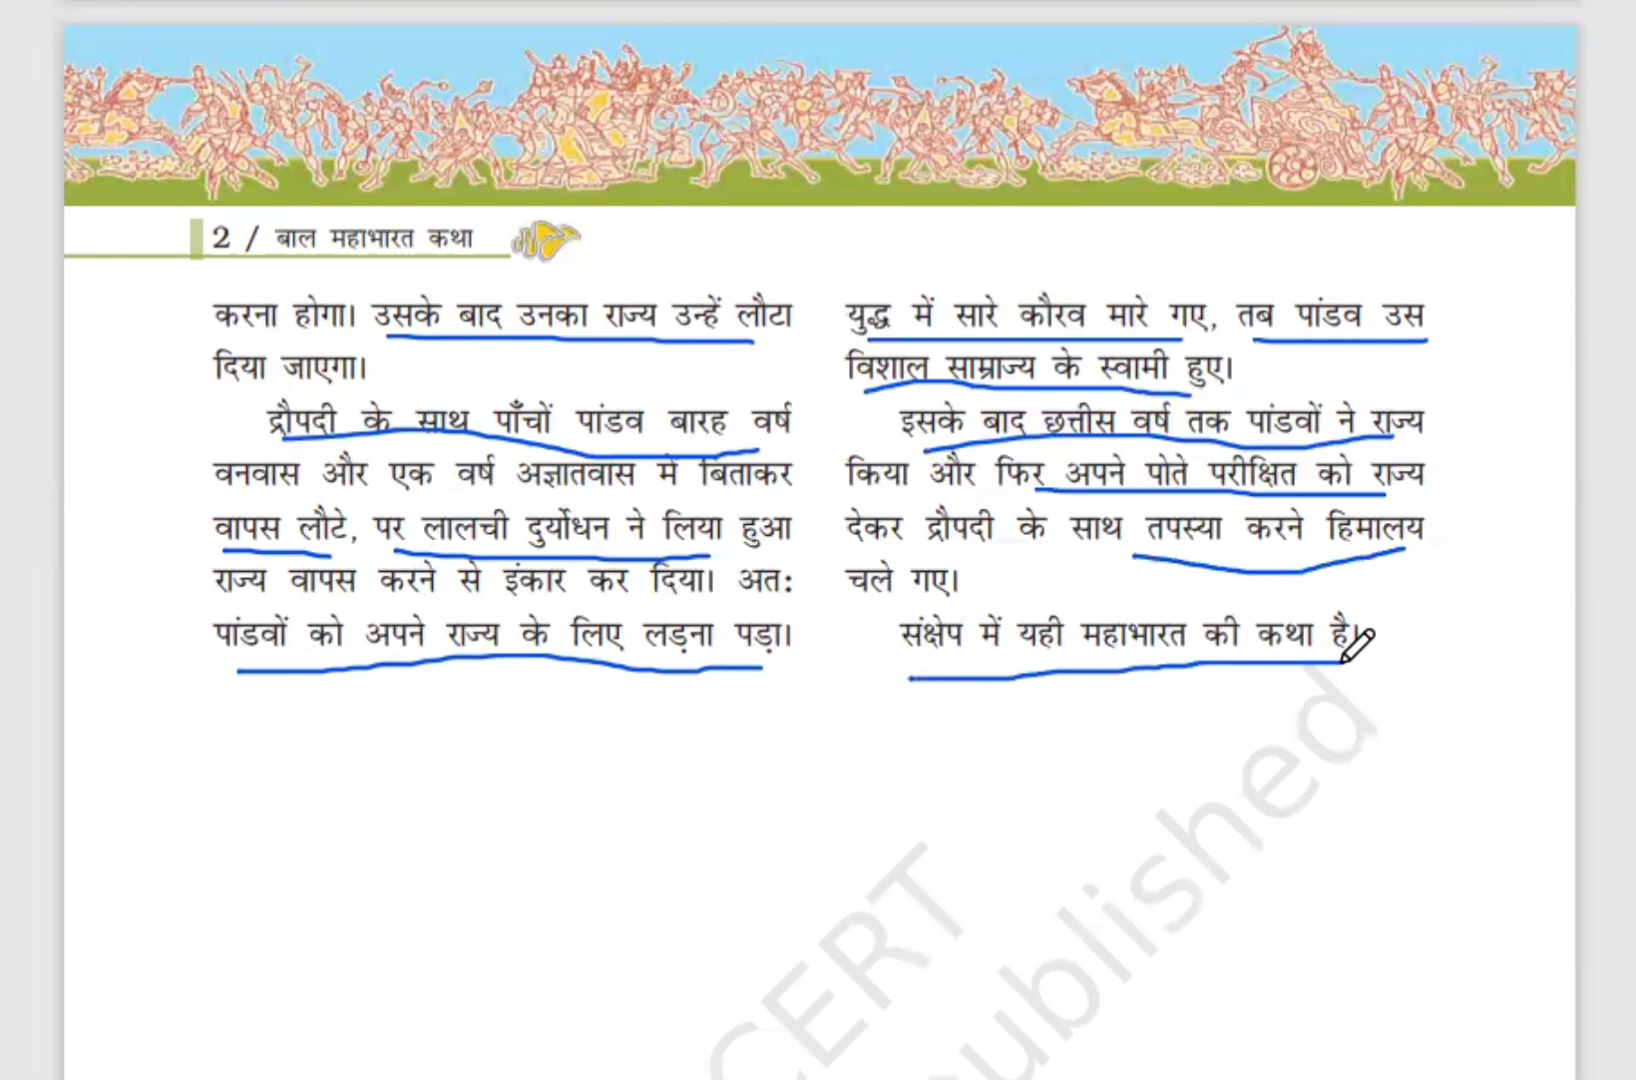 2 / बाल महाभारत कथा
करना होगा। उसके बाद उनका राज्य उन्हें लौटा
दिया जाएगा।
द्रौपदी के साथ पाँचों पांडव बारह वर्ष
वनवास और एक वर्ष अज्ञातवास में बिताकर
वापस लौटे, पर लालची दुर्योधन ने लिया हुआ
राज्य वापस करने से इंकार कर दिया। अत:
पांडवों को अपने राज्य के लिए लड़ना पड़ा।
युद्ध में सारे कौरव मारे गए, तब पांडव उस
विशाल साम्राज्य के स्वामी हुए।
इसके बाद छत्तीस वर्ष तक पांडवों ने राज्य
किया और फिर अपने पोते परीक्षित को राज्य
देकर द्रौपदी के साथ तपस्या करने हिमालय
चले गए।
संक्षेप में यही महाभारत की कथा है।
CERT
ublished